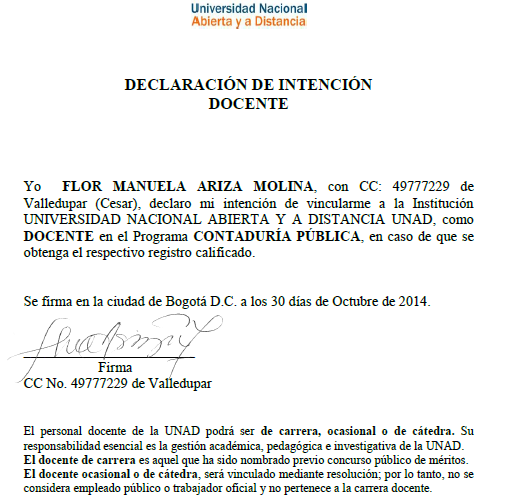 Universidad Nacional
Abierta y a Distancia
DECLARACIÓN DE INTENCIÓN
DOCENTE
Yo FLOR MANUELA ARIZA MOLINA, con CC: 49777229 de
Valledupar (Cesar), declaro mi intención de vincularme a la Institución
UNIVERSIDAD NACIONAL ABIERTA Y A DISTANCIA UNAD, como
DOCENTE en el Programa CONTADURÍA PÚBLICA, en caso de que se
obtenga el respectivo registro calificado.
Se firma en la ciudad de Bogotá D.C. a los 30 días de Octubre de 2014.
Firma
CC No. 49777229 de Valledupar
El personal docente de la UNAD podrá ser de carrera, ocasional o de cátedra. Su
responsabilidad esencial es la gestión académica, pedagógica e investigativa de la UNAD.
El docente de carrera es aquel que ha sido nombrado previo concurso público de méritos.
El docente ocasional o de cátedra, será vinculado mediante resolución; por lo tanto, no se
considera empleado público o trabajador oficial y no pertenece a la carrera docente.